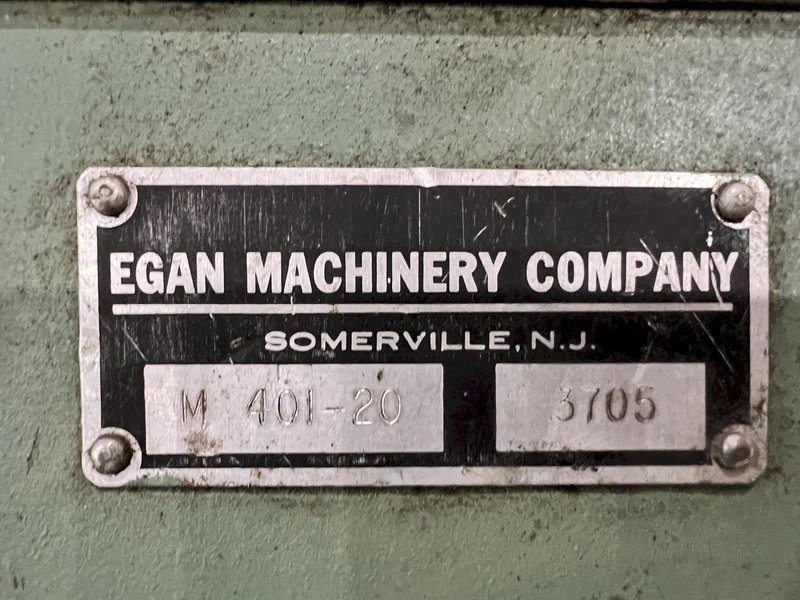 EGAN MACHINERY COMPANY
SOMERVILLE, N.J.
M 401-20 3705